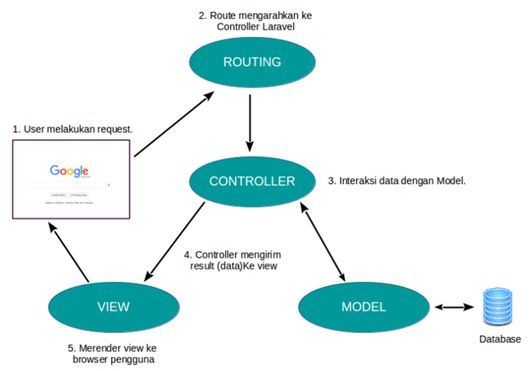 2. Route mengarahkan ke
Controller Laravel
ROUTING
1. User melakukan request.
Google
CONTROLLER
3. Interaksi data dengan Model.
4. Controller mengirim
result (data)Ke view
VIEW
MODEL
5. Merender view ke
browser pengguna
Database